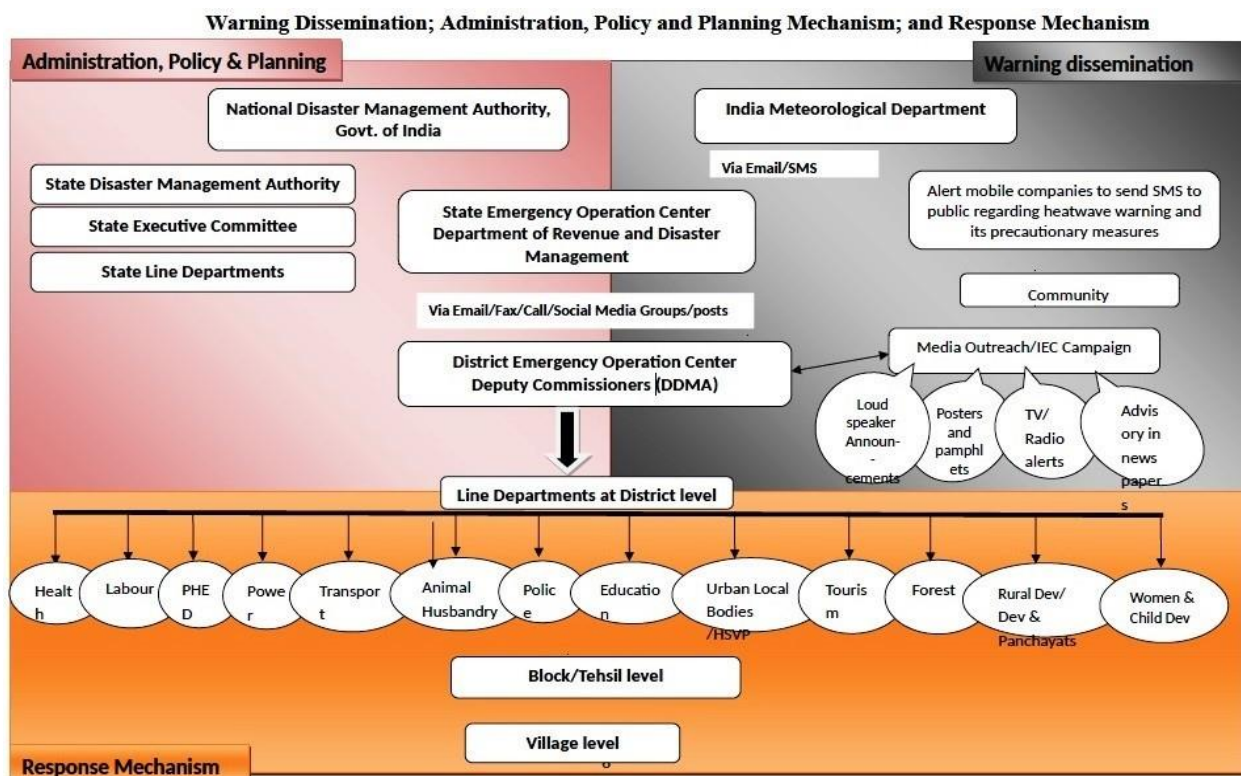 Warning Dissemination; Administration, Policy and Planning Mechanism; and Response Mechanism
Administration, Policy & Planning
Warning dissemination
National Disaster Management Authority,
Govt. of India
India Meteorological Department
Via Email/SMS
State Disaster Management Authority
State Executive Committee
State Line Departments
State Emergency Operation Center
Department of Revenue and Disaster
Management
Alert mobile companies to send SMS to
public regarding heatwave warning and
its precautionary measures
Community
Via Email/Fax/Call/Social Media Groups/posts
District Emergency Operation Center
Deputy Commissioners (DDMA)
Media Outreach/IEC Campaign
Loud
speaker
Announ-
-
cements
Posters
and
pamphl
ets
TV/
Radio
alerts
Advis
ory in
news
paper
s
Line Departments at District level
Healt
h
Labour
PHE
D
Powe
r
Transpor
t
Animal
Husbandry
Polic
e
Educatio
n
Urban Local
Bodies
/HSVP
Touris
m
Forest
Rural Dev/
Dev &
Panchayats
Women &
Child Dev
Block/Tehsil level
Village level
Response Mechanism